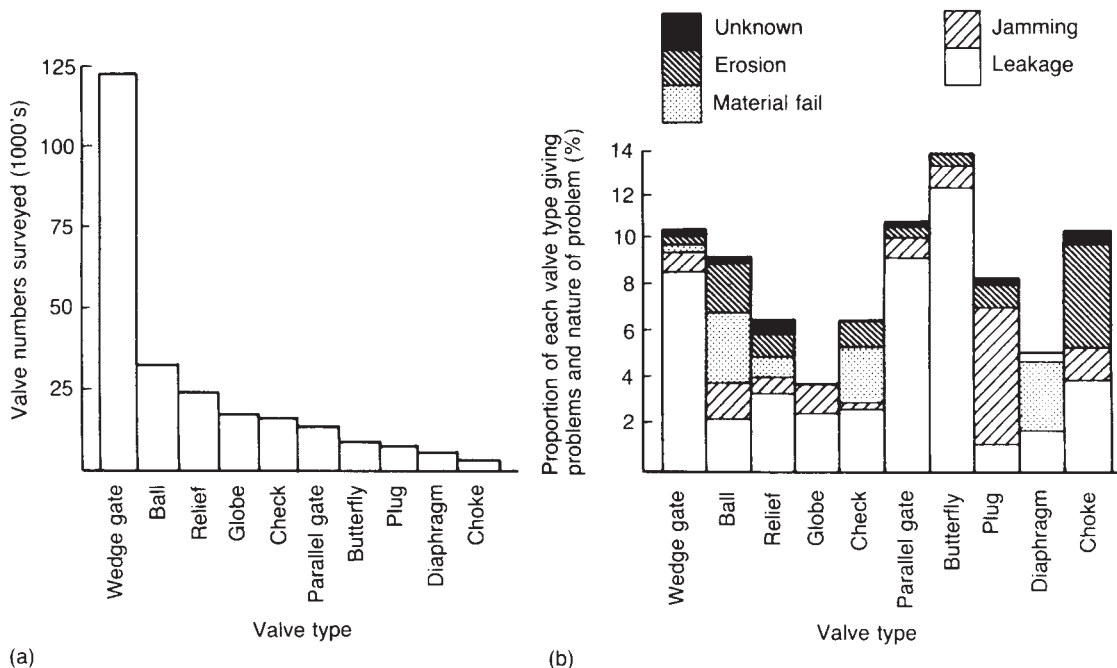 125
100
75
50
25
Valve numbers surveyed (1000's)
Wedge gate
Ball
Relief
Globe
Check
Parallel gate
Butterfly
Plug
Diaphragm
Choke
Valve type
(a)
Unknown
Erosion
Material fail
Jamming
Leakage
14
12
10
8
6
4
2
Proportion of each valve type giving
problems and nature of problem (%)
Wedge gate
Ball
Relief
Globe
Check
Parallel gate
Butterfly
Plug
Diaphragm
Choke
Valve type
(b)